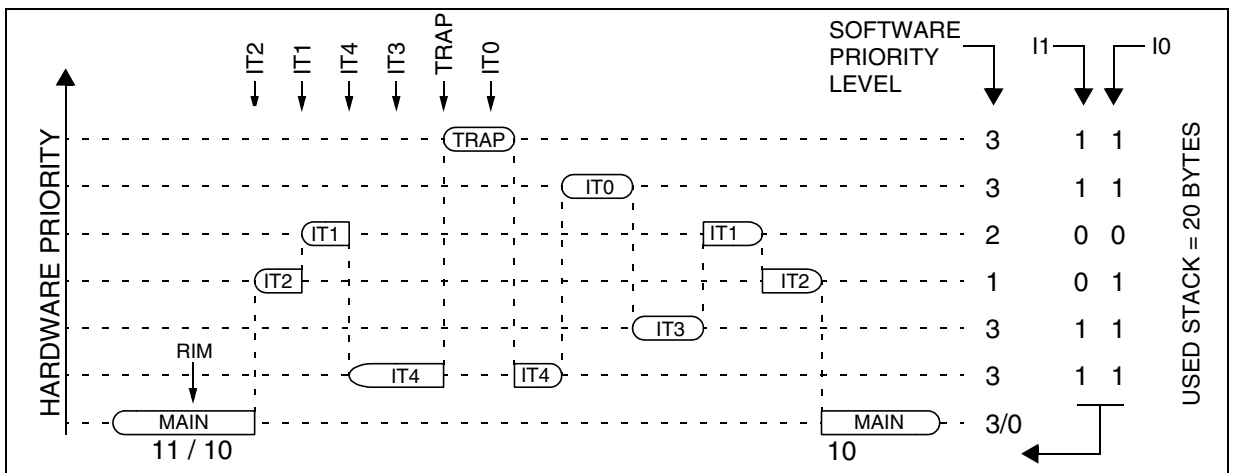 SOFTWARE
PRIORITY
LEVEL
I1
I0
IT2
IT1
IT4
IT3
TRAP
IT0
HARDWARE PRIORITY
TRAP
3
1 1
IT0
3
1 1
IT1
IT1
2
0 0
IT2
IT2
1
0 1
IT3
3
1 1
RIM
IT4
IT4
3
1 1
MAIN
MAIN
3/0
11 / 10
10
USED STACK = 20 BYTES